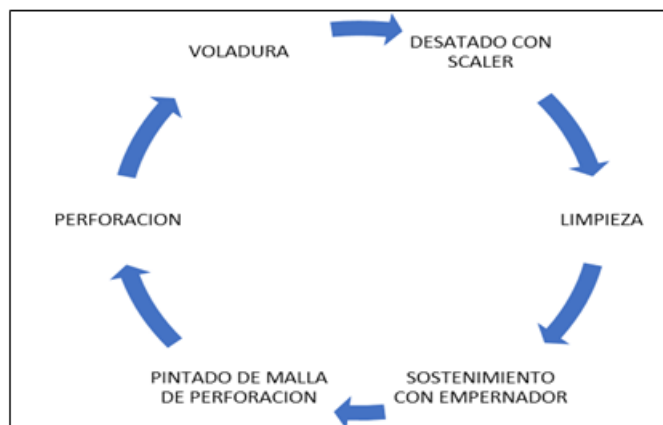 VOLADURA
DESATADO CON
SCALER
LIMPIEZA
SOSTENIMIENTO
CON EMPERNADOR
PINTADO DE MALLA
DE PERFORACION
PERFORACION